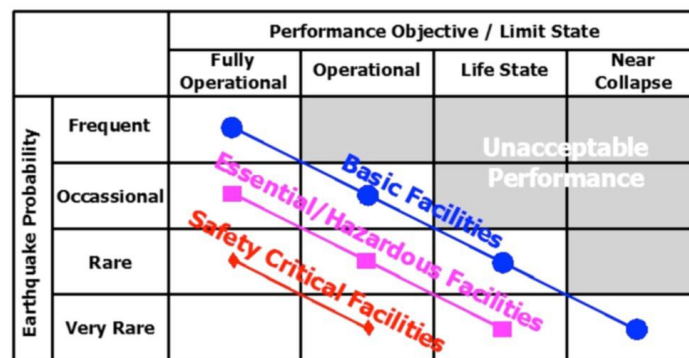 Performance Objective / Limit State
Fully
Operational
Operational
Life State
Near
Collapse
Earthquake Probability
Frequent
Occassional
Rare
Very Rare
Unacceptable
Performance
Basic Facilities
Essential/Hazardous Facilities
Safety Critical Facilities